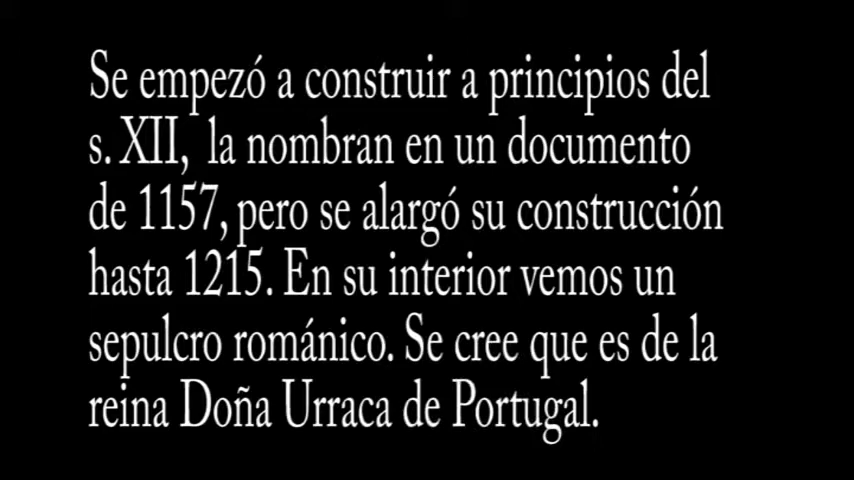 Se empezó a construir a principios del
s. XII, la nombran en un documento
de 1157, pero se alargó su construcción
hasta 1215. En su interior vemos un
sepulcro románico. Se cree que es de la
reina Doña Urraca de Portugal.